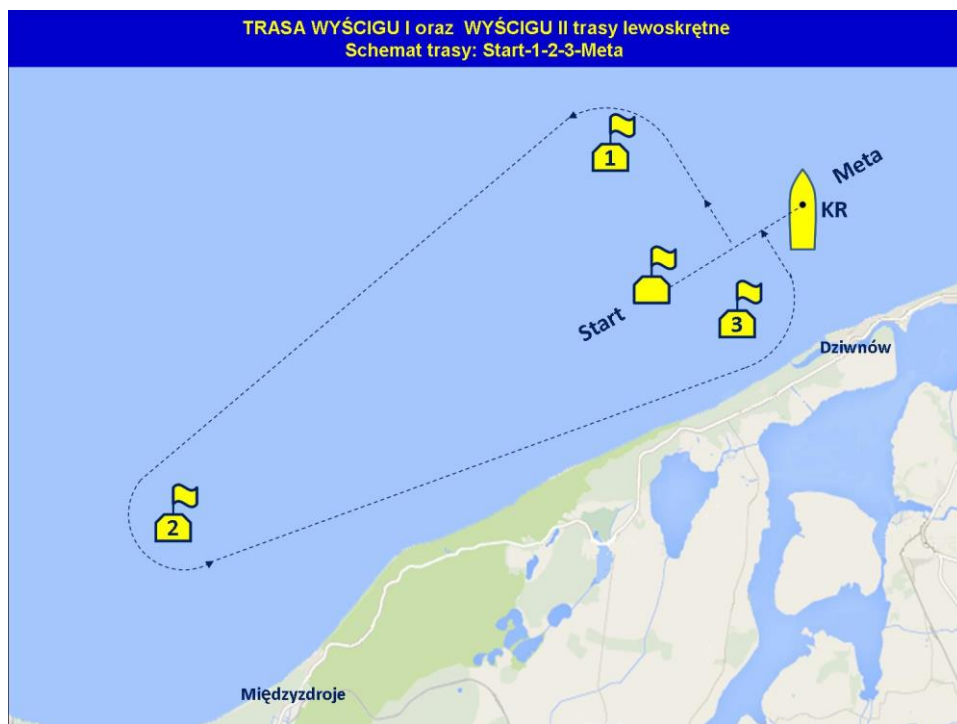 TRASA WYŚCIGU I oraz WYŚCIGU II trasy lewoskrętne
Schemat trasy: Start-1-2-3-Meta
1
Meta
KR
Start
3
Dziwnów
2
Międzyzdroje